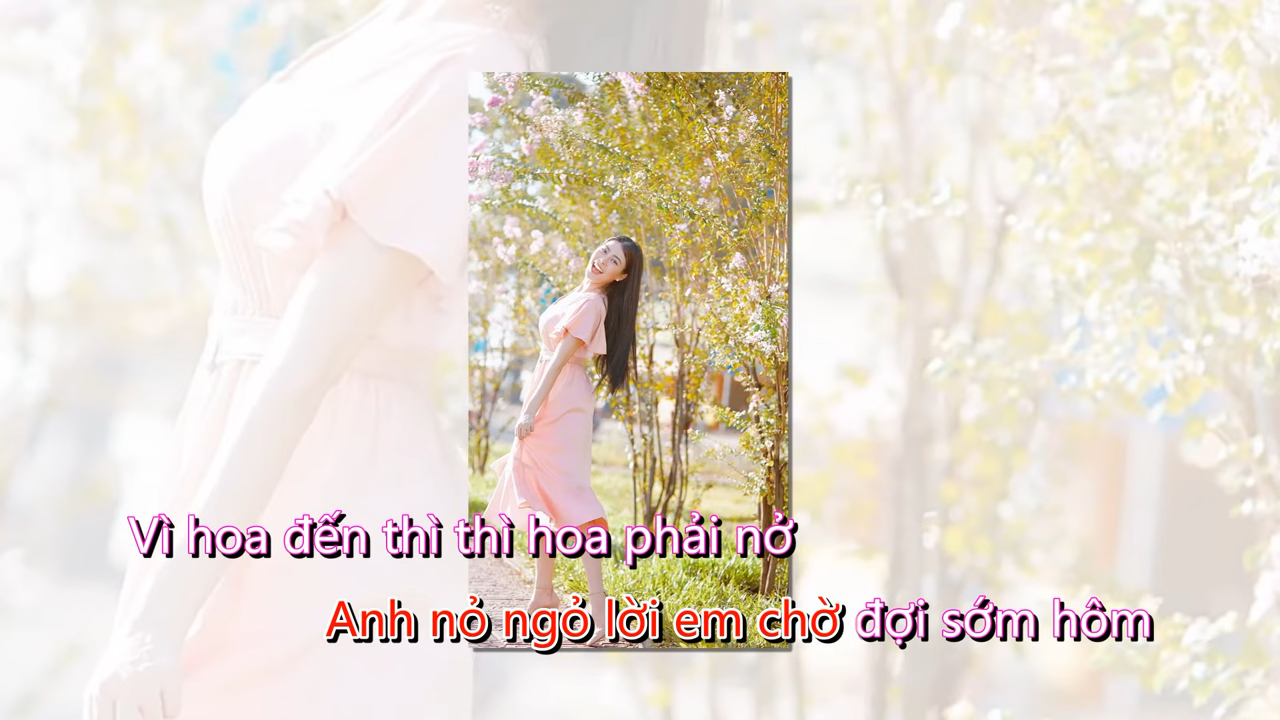 Vì hoa đến thì thì hoa phải nở
Anh nỏ ngỏ lời em chờ đợi sớm hôm